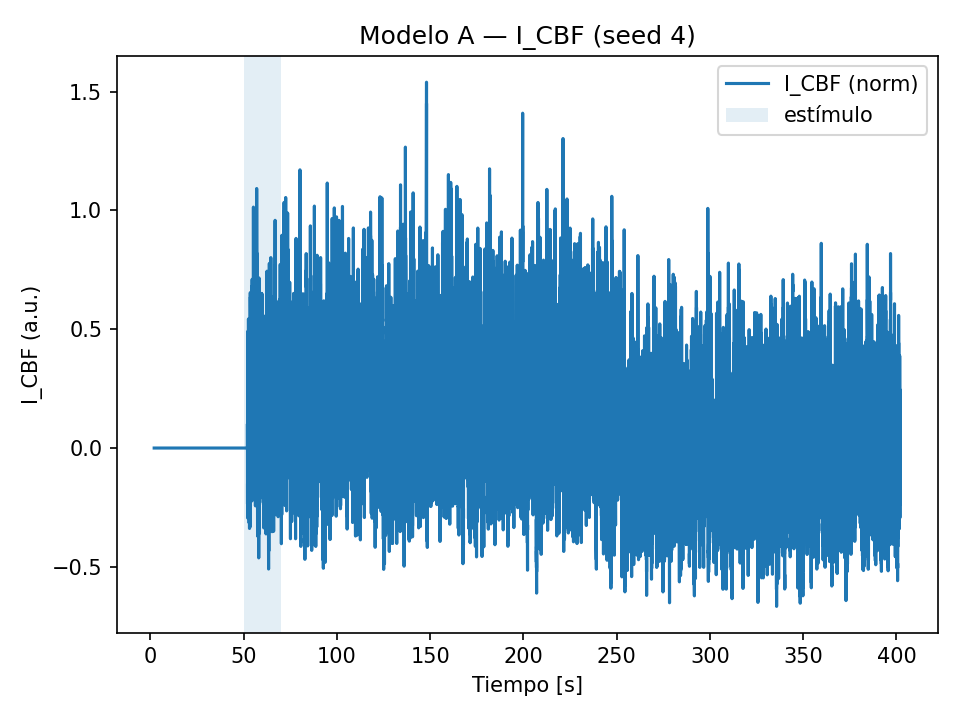 Modelo A — I_CBF (seed 4)
I_CBF (norm)
estímulo
I_CBF (a.u.)
1.5
1.0
0.5
0.0
−0.5
0 50 100 150 200 250 300 350 400
Tiempo [s]